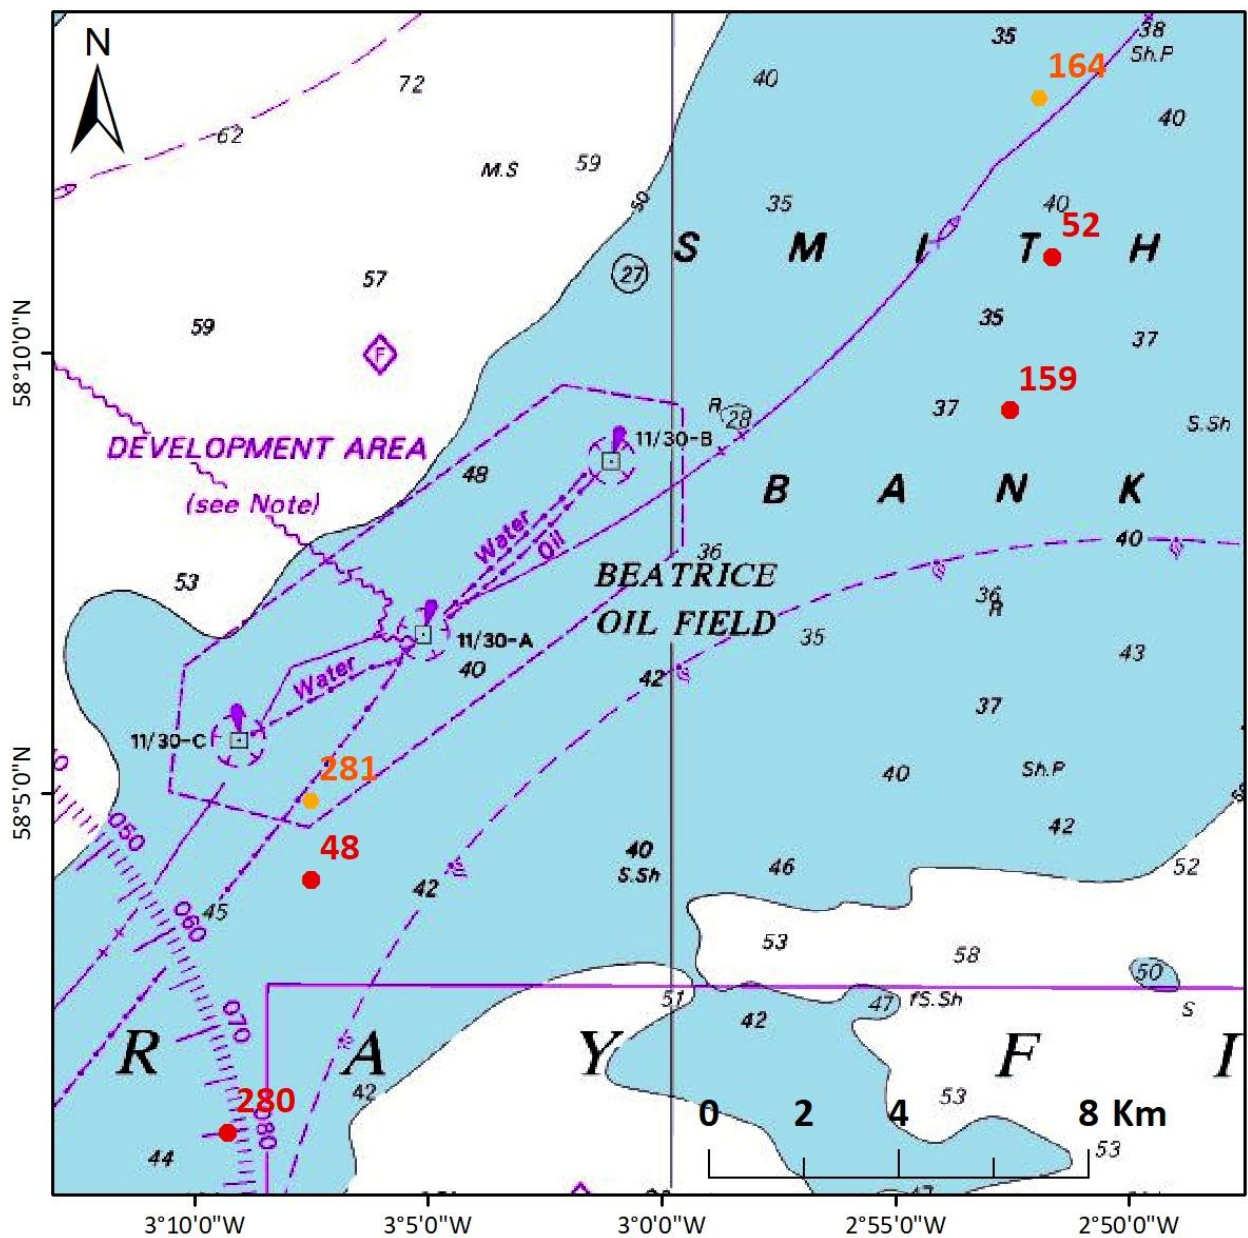 N
35
38
Sh.P
164
72
40
40
62
M.S
59
35
40
50
52
S M I T H
27
57
59
35
37
58°10'0"N
F
159
R
28
37
S.Sh
11/30-B
DEVELOPMENT AREA
48
(see Note)
B A N K
Water
Oil
40
36
53
BEATRICE
36
R
OIL FIELD
35
11/30-A
43
40
42
Water
37
11/30-C
281
40
Sh.P
58°5'0"N
050
42
48
40
46
52
S.Sh
42
060
45
53
58
50
51
47
fS.Sh
S
070
42
R A Y F I
42
53
280
080
0 2 4 8 Km
44
53
3°10'0"W 3°5'0"W 3°0'0"W 2°55'0"W 2°50'0"W